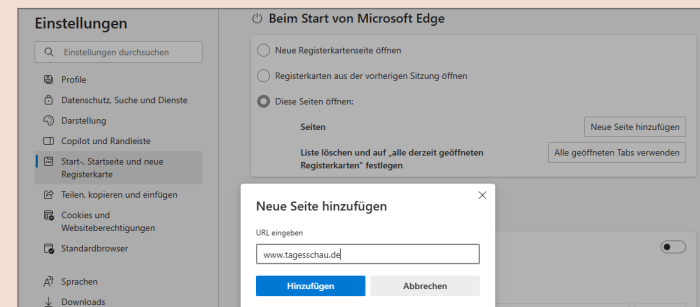 Einstellungen
Einstellungen durchsuchen
Profile
Datenschutz, Suche und Dienste
Darstellung
Copilot und Randleiste
Start-, Startseite und neue
Registerkarte
Teilen, kopieren und einfügen
Cookies und
Websiteberechtigungen
Standardbrowser
Sprachen
Downloads
Beim Start von Microsoft Edge
Neue Registerkartenseite öffnen
Registerkarten aus der vorherigen Sitzung öffnen
Diese Seiten öffnen:
Seiten
Neue Seite hinzufügen
Liste löschen und auf „alle derzeit geöffneten
Registerkarten“ festlegen
Alle geöffneten Tabs verwenden
Neue Seite hinzufügen
URL eingeben
www.tagesschau.de
Hinzufügen Abbrechen